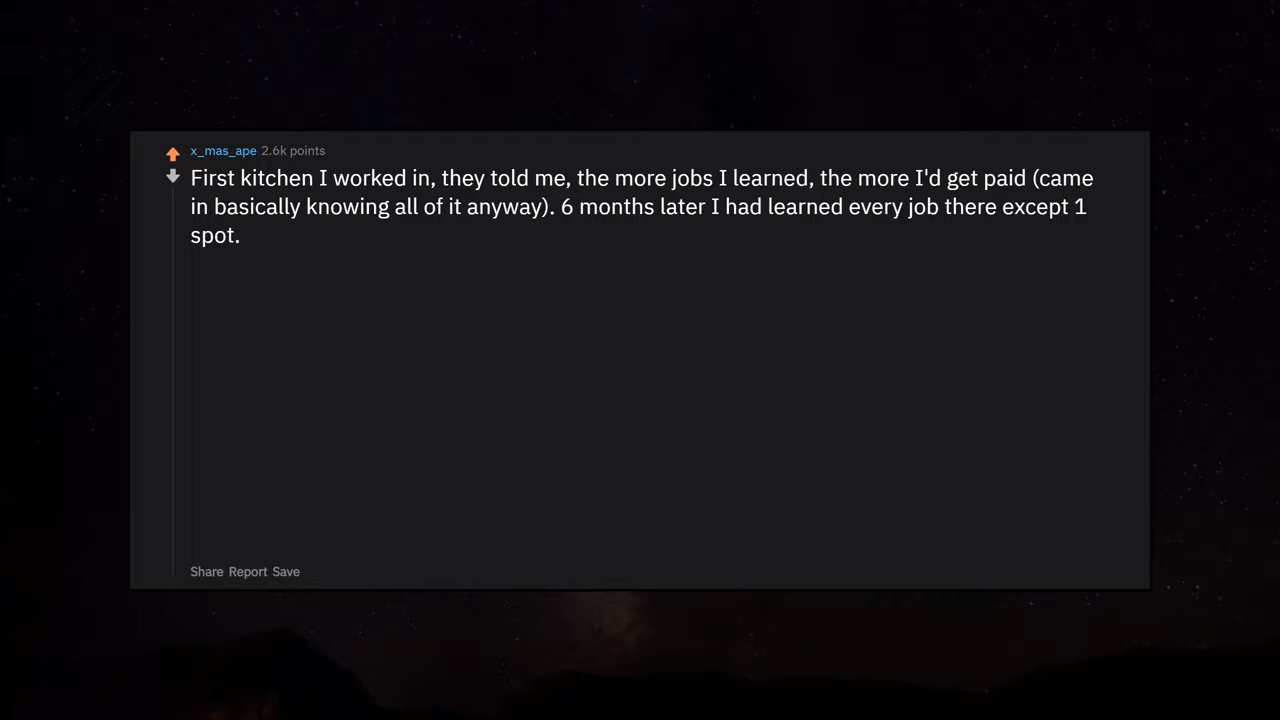 x_mas_ape 2.6k points
First kitchen I worked in, they told me, the more jobs I learned, the more I'd get paid (came
in basically knowing all of it anyway). 6 months later I had learned every job there except 1
spot.
Share Report Save